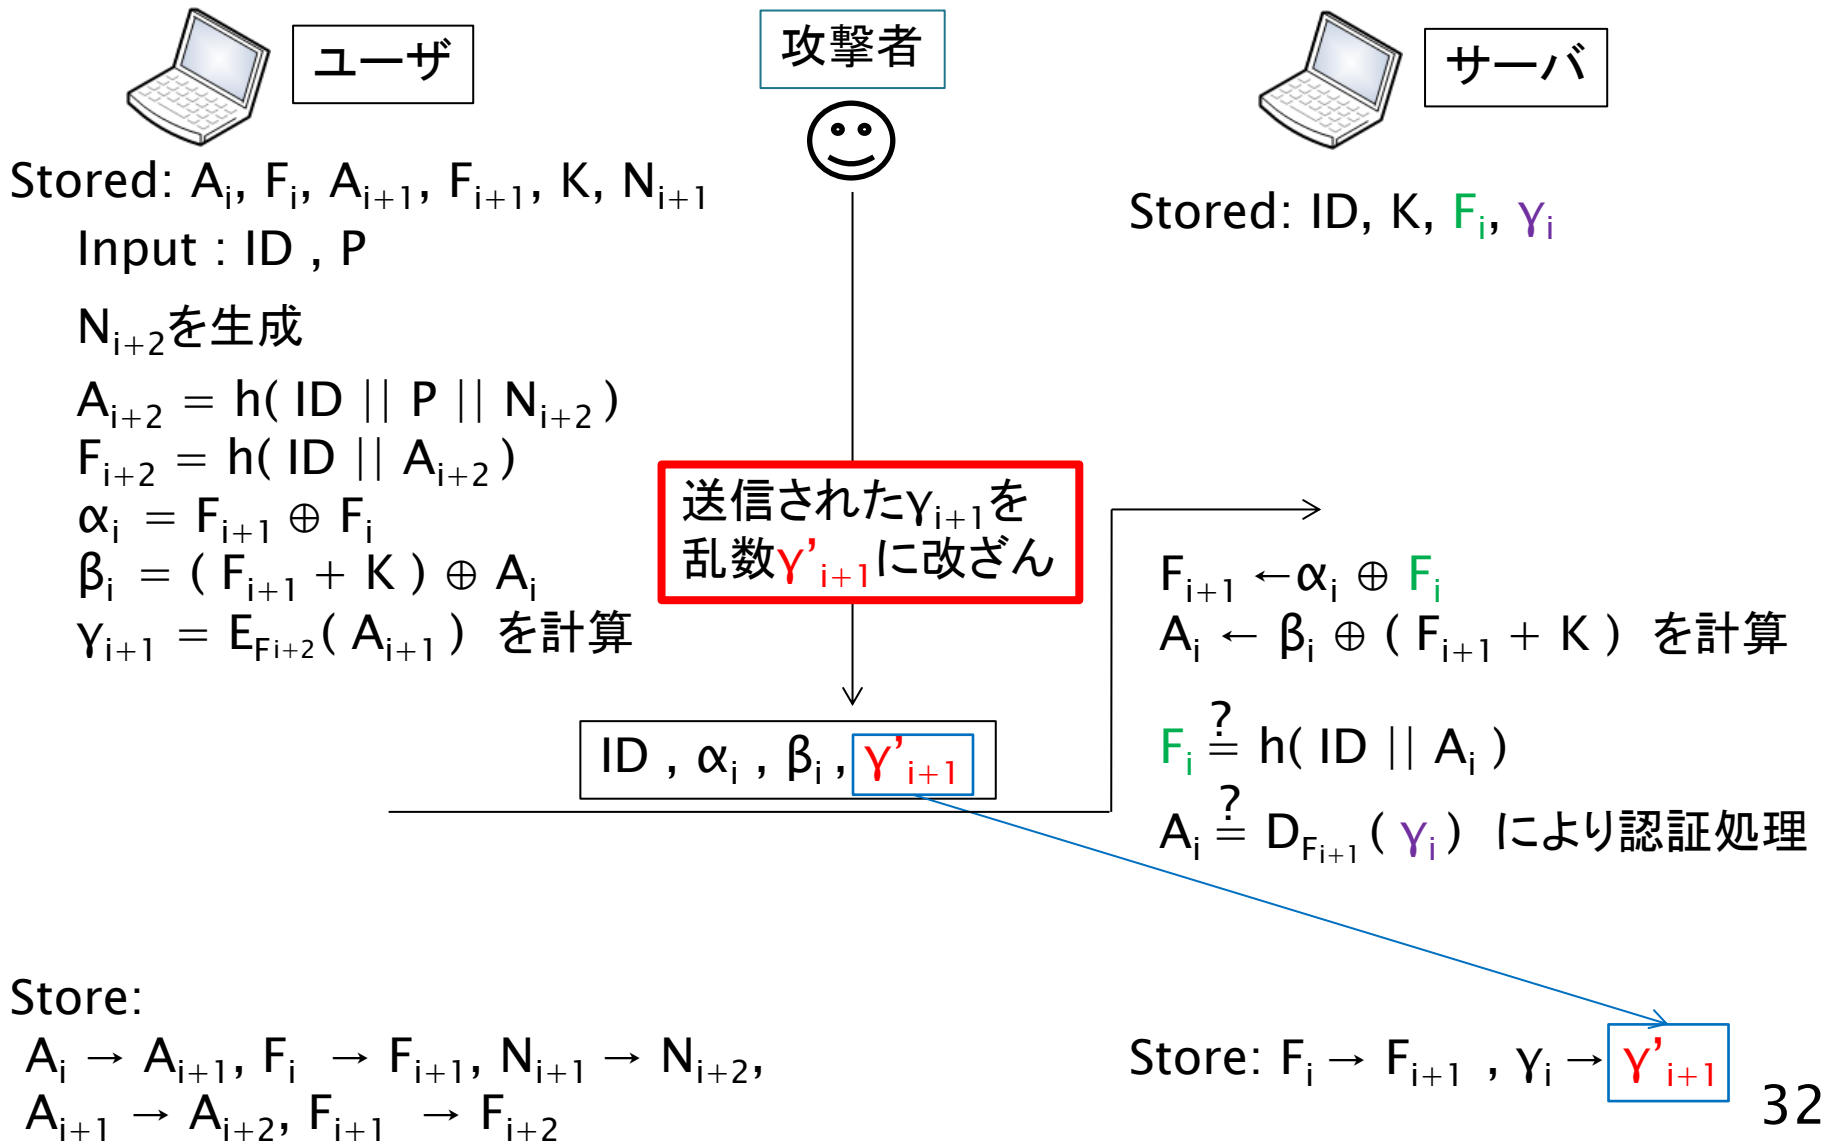 ユーザ
攻撃者
サーバ
Stored: Aᵢ, Fᵢ, Aᵢ₊₁, Fᵢ₊₁, K, Nᵢ₊₁
Input : ID , P
Nᵢ₊₂を生成
Aᵢ₊₂ = h( ID || P || Nᵢ₊₂ )
Fᵢ₊₂ = h( ID || Aᵢ₊₂ )
αᵢ = Fᵢ₊₁ ⊕ Fᵢ
βᵢ = ( Fᵢ₊₁ + K ) ⊕ Aᵢ
γᵢ₊₁ = E_Fᵢ₊₂( Aᵢ₊₁ ) を計算
送信されたγᵢ₊₁を
乱数γ’ᵢ₊₁に改ざん
ID , αᵢ , βᵢ , γ’ᵢ₊₁
Stored: ID, K, Fᵢ, γᵢ
Fᵢ₊₁ ←αᵢ ⊕ Fᵢ
Aᵢ ← βᵢ ⊕ ( Fᵢ₊₁ + K ) を計算
?
Fᵢ = h( ID || Aᵢ )
?
Aᵢ = D_Fᵢ₊₁ ( γᵢ ) により認証処理
Store:
Aᵢ → Aᵢ₊₁, Fᵢ → Fᵢ₊₁, Nᵢ₊₁ → Nᵢ₊₂,
Aᵢ₊₁ → Aᵢ₊₂, Fᵢ₊₁ → Fᵢ₊₂
Store: Fᵢ → Fᵢ₊₁ , γᵢ → γ’ᵢ₊₁
32